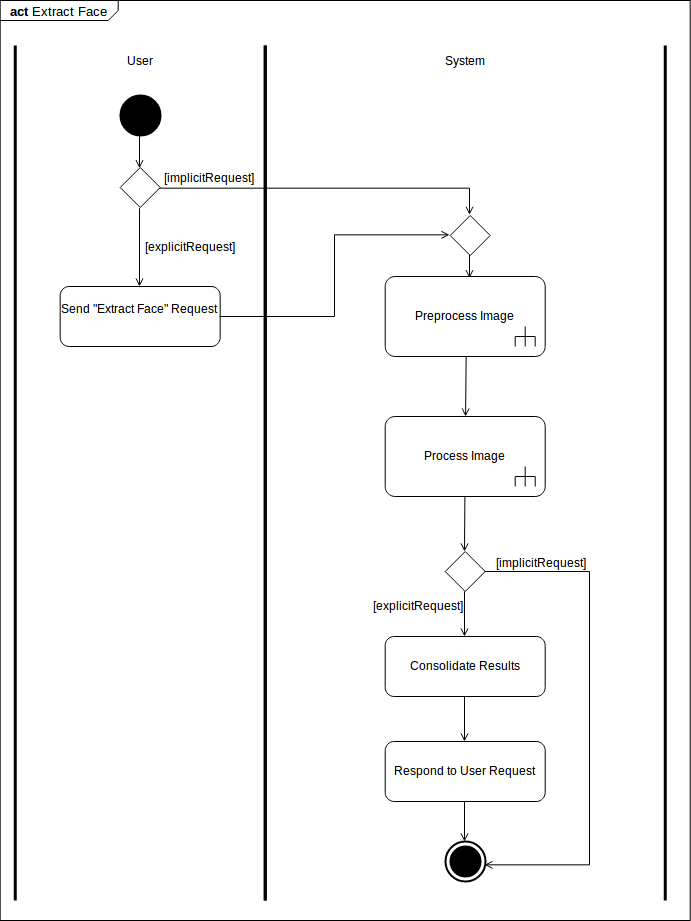 act Extract Face
User
System
[implicitRequest]
[explicitRequest]
Send "Extract Face" Request
Preprocess Image
Process Image
[implicitRequest]
[explicitRequest]
Consolidate Results
Respond to User Request